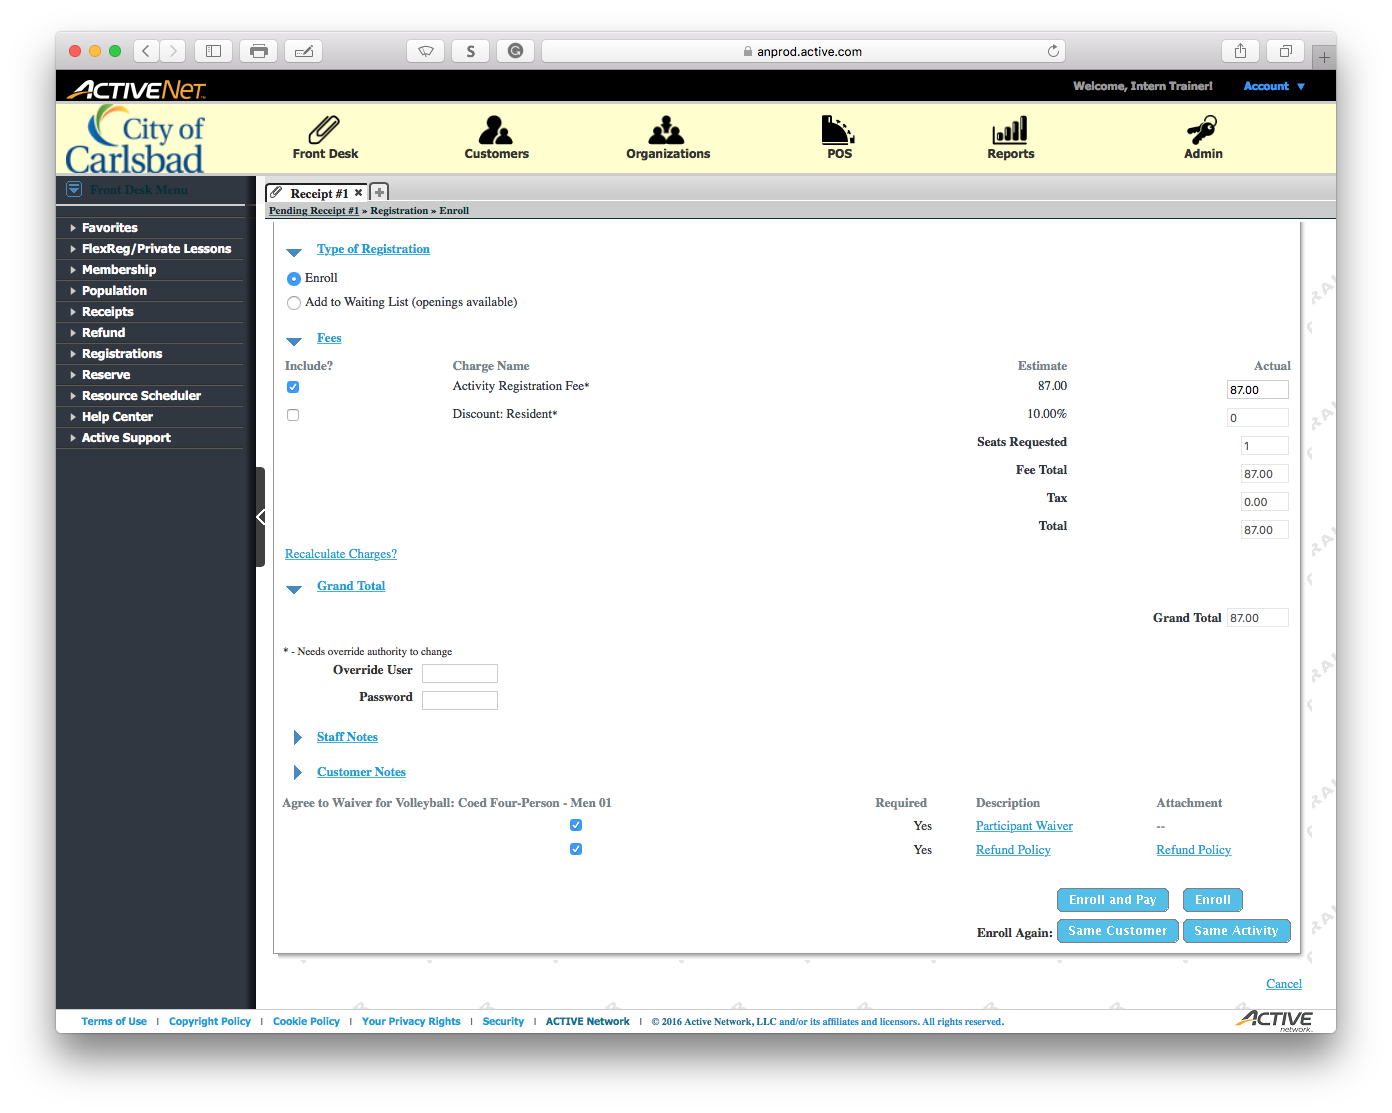 S
anprod.active.com
ACTIVENET
Welcome, Intern Trainer! Account ▼
City of
Carlsbad
Front Desk Customers Organizations POS Reports Admin
Front Desk Menu
Favorites
FlexReg/Private Lessons
Membership
Population
Receipts
Refund
Registrations
Reserve
Resource Scheduler
Help Center
Active Support
Receipt #1
Pending Receipt #1 » Registration » Enroll
Type of Registration
Enroll
Add to Waiting List (openings available)
Fees
Include? Charge Name Estimate Actual
Activity Registration Fee* 87.00 87.00
Discount: Resident* 10.00% 0
Seats Requested 1
Fee Total 87.00
Tax 0.00
Total 87.00
Recalculate Charges?
Grand Total
Grand Total 87.00
* - Needs override authority to change
Override User
Password
Staff Notes
Customer Notes
Agree to Waiver for Volleyball: Coed Four-Person - Men 01 Required Description Attachment
Yes Participant Waiver --
Yes Refund Policy Refund Policy
Enroll and Pay Enroll
Enroll Again: Same Customer Same Activity
Cancel
Terms of Use | Copyright Policy | Cookie Policy | Your Privacy Rights | Security | ACTIVE Network | © 2016 Active Network, LLC and/or its affiliates and licensors. All rights reserved.
ACTIVE
network.